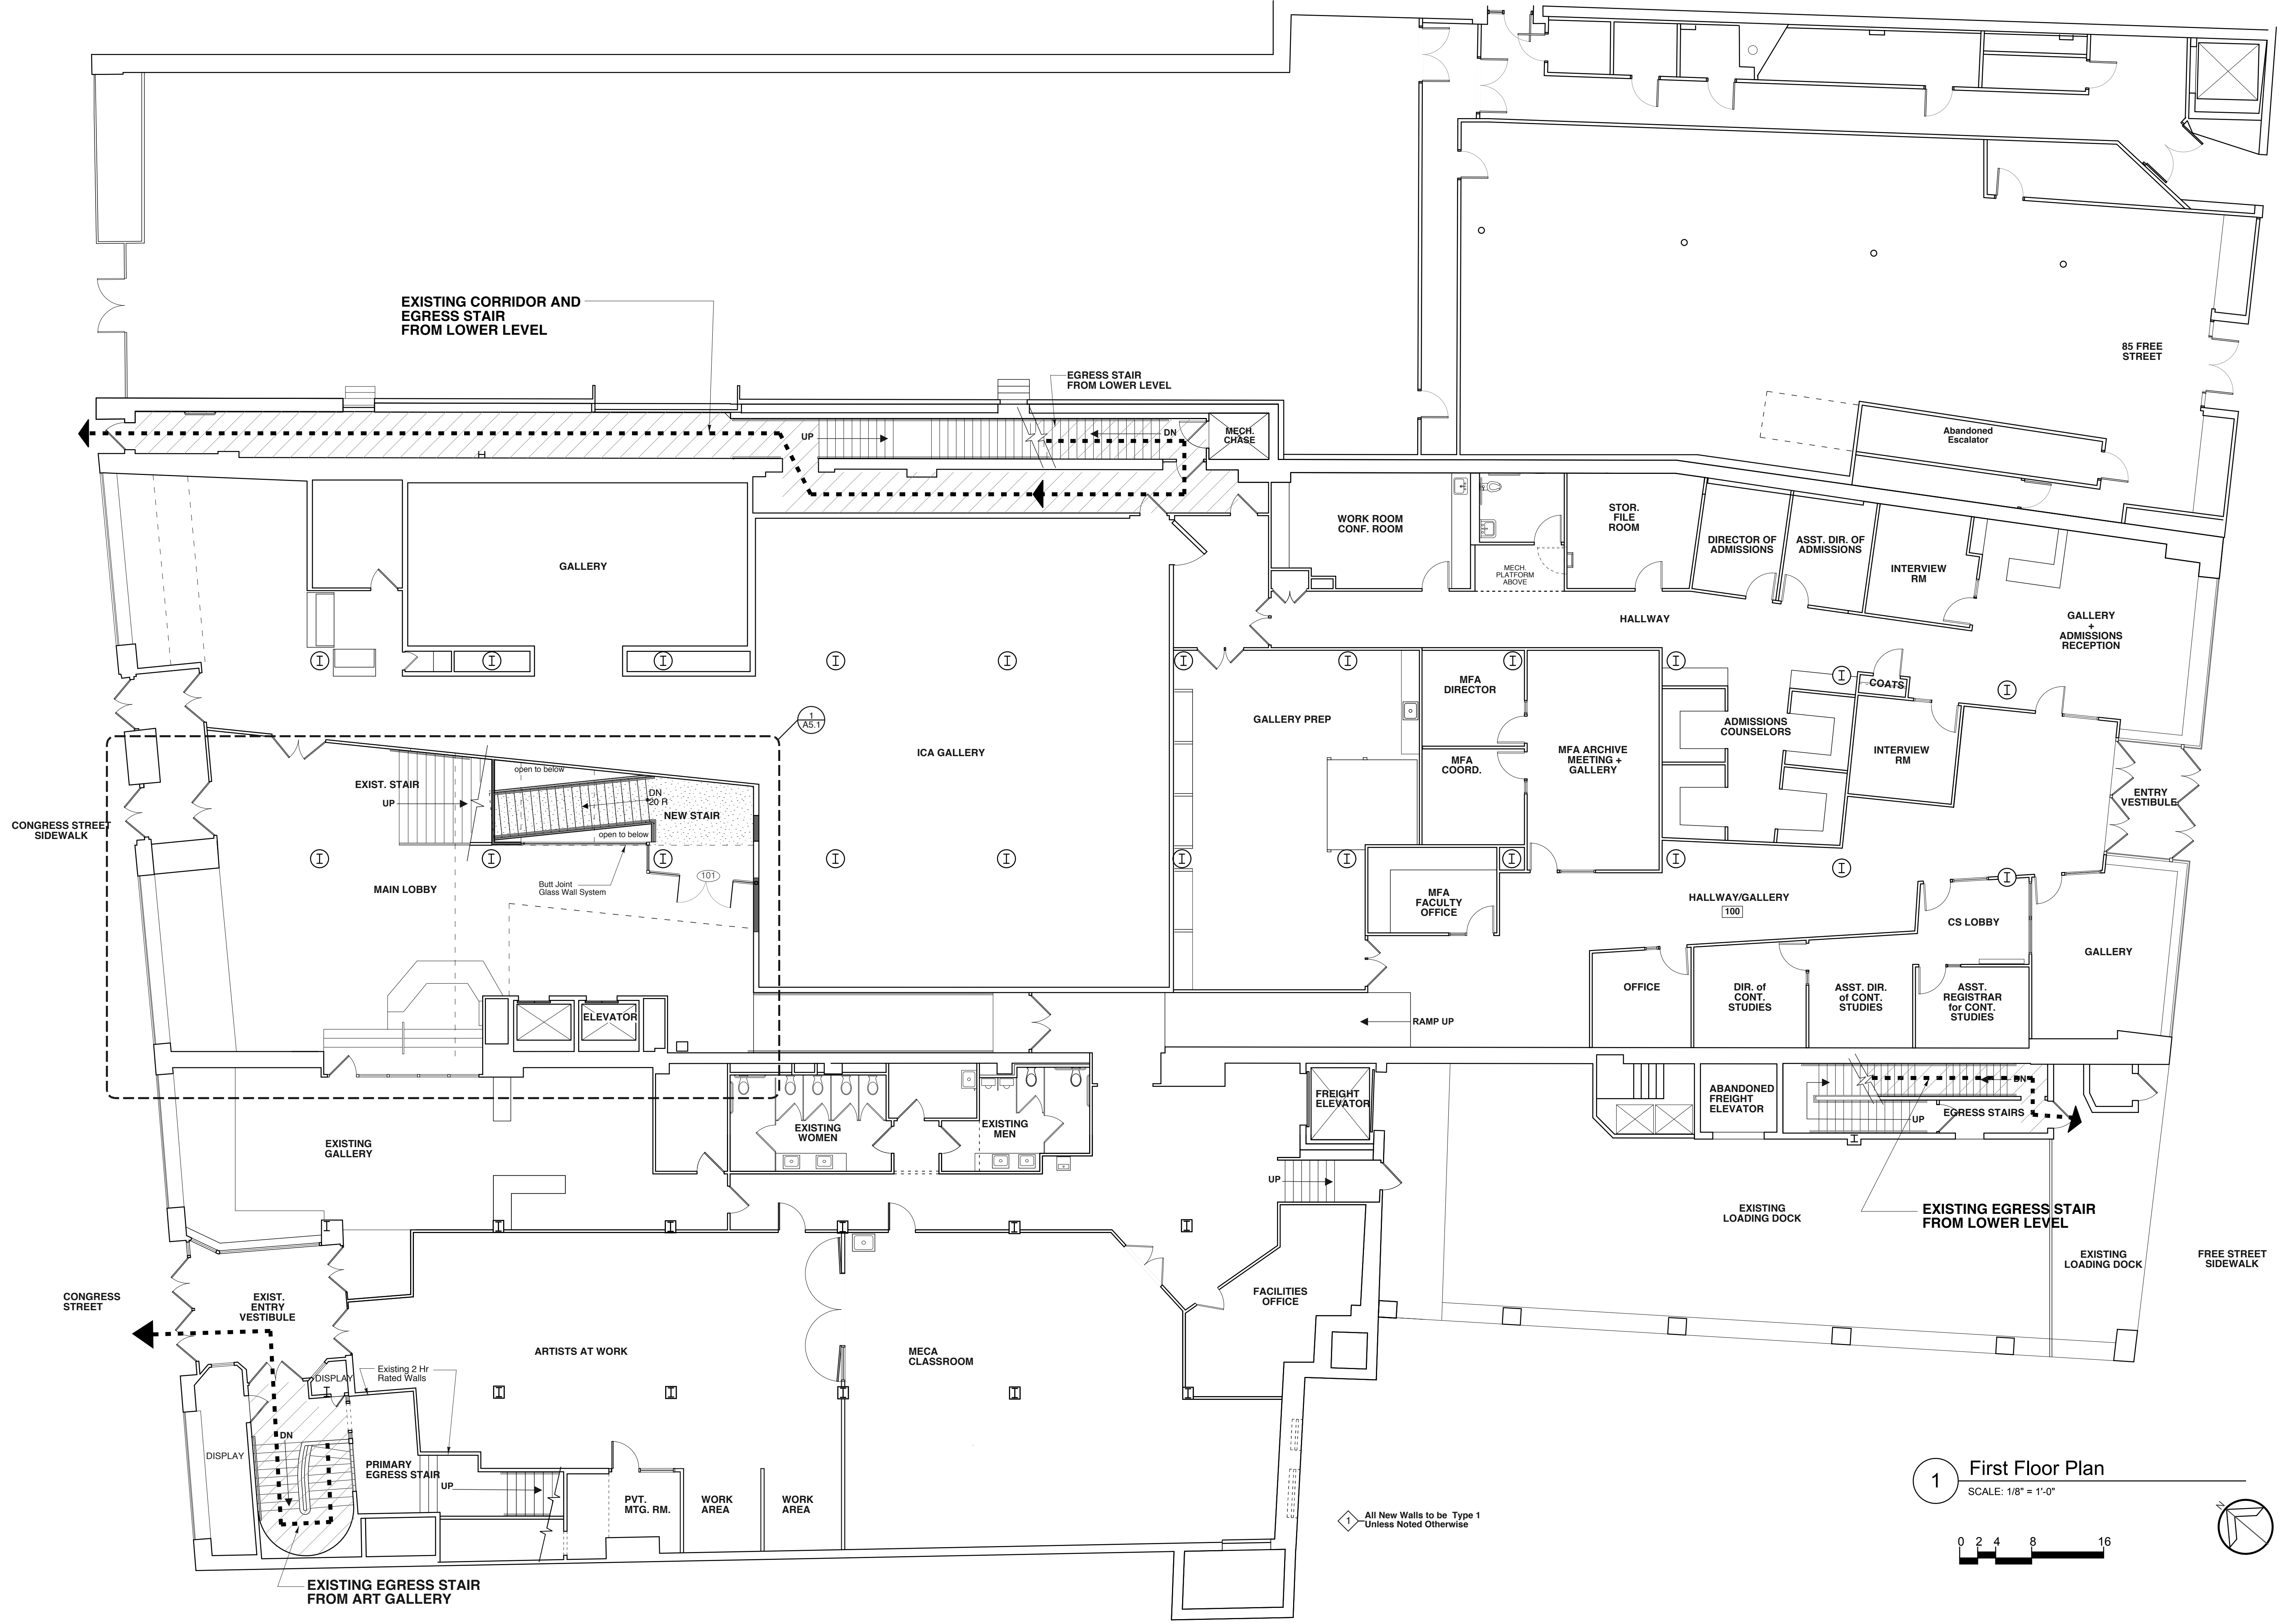 EXISTING CORRIDOR AND
EGRESS STAIR
FROM LOWER LEVEL
EGRESS STAIR
FROM LOWER LEVEL
85 FREE
STREET
UP
DN
MECH.
CHASE
Abandoned
Escalator
GALLERY
WORK ROOM
CONF. ROOM
STOR.
FILE
ROOM
MECH.
PLATFORM
ABOVE
DIRECTOR OF
ADMISSIONS
ASST. DIR. OF
ADMISSIONS
INTERVIEW
RM
HALLWAY
GALLERY
+
ADMISSIONS
RECEPTION
1
A5.1
ICA GALLERY
GALLERY PREP
MFA
DIRECTOR
MFA
COORD.
MFA ARCHIVE
MEETING +
GALLERY
ADMISSIONS
COUNSELORS
COATS
INTERVIEW
RM
ENTRY
VESTIBULE
EXIST. STAIR
UP
open to below
DN
20 R
NEW STAIR
open to below
CONGRESS STREET
SIDEWALK
MAIN LOBBY
Butt Joint
Glass Wall System
101
MFA
FACULTY
OFFICE
HALLWAY/GALLERY
100
CS LOBBY
GALLERY
OFFICE
DIR. of
CONT.
STUDIES
ASST. DIR.
of CONT.
STUDIES
ASST.
REGISTRAR
for CONT.
STUDIES
ELEVATOR
RAMP UP
EXISTING
GALLERY
EXISTING
WOMEN
EXISTING
MEN
FREIGHT
ELEVATOR
ABANDONED
FREIGHT
ELEVATOR
DN
EGRESS STAIRS
UP
UP
EXISTING
LOADING DOCK
EXISTING EGRESS STAIR
FROM LOWER LEVEL
EXISTING
LOADING DOCK
FREE STREET
SIDEWALK
CONGRESS
STREET
EXIST.
ENTRY
VESTIBULE
FACILITIES
OFFICE
ARTISTS AT WORK
MECA
CLASSROOM
Existing 2 Hr
Rated Walls
DISPLAY
DN
DISPLAY
PRIMARY
EGRESS STAIR
UP
PVT.
MTG. RM.
WORK
AREA
WORK
AREA
1
All New Walls to be Type 1
Unless Noted Otherwise
EXISTING EGRESS STAIR
FROM ART GALLERY
1
First Floor Plan
SCALE: 1/8" = 1'-0"
N
0 2 4 8 16